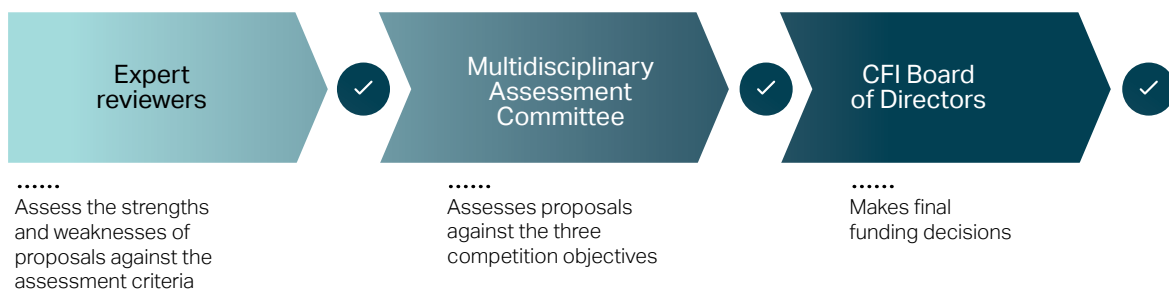 Expert
reviewers
Multidisciplinary
Assessment
Committee
CFI Board
of Directors
......
Assess the strengths
and weaknesses of
proposals against the
assessment criteria
......
Assesses proposals
against the three
competition objectives
......
Makes final
funding decisions